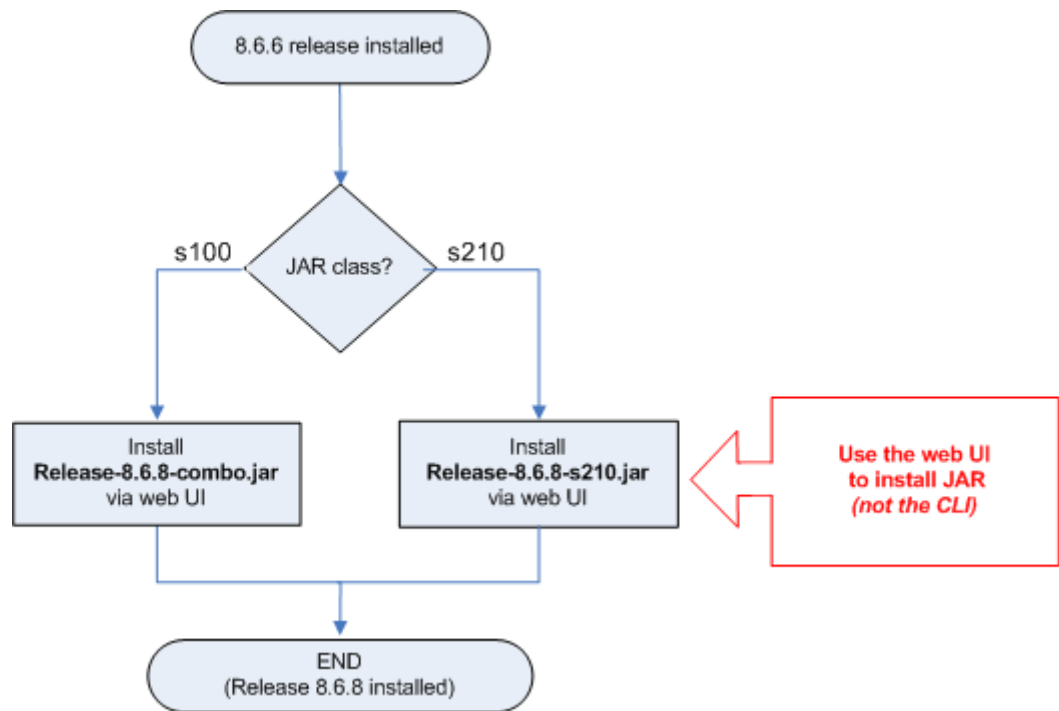 8.6.6 release installed
s100
JAR class?
s210
Install
Release-8.6.8-combo.jar
via web UI
Install
Release-8.6.8-s210.jar
via web UI
Use the web UI
to install JAR
(not the CLI)
END
(Release 8.6.8 installed)